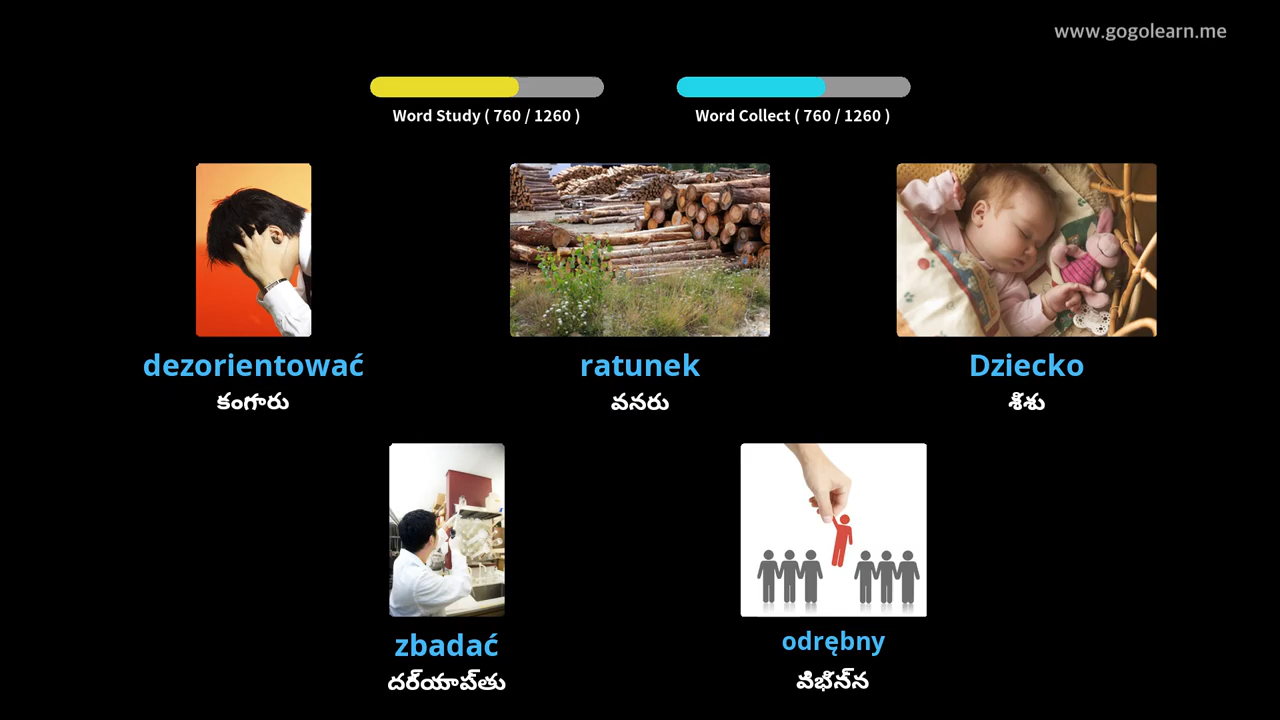 www.gogolearn.me
Word Study ( 760 / 1260 )
Word Collect ( 760 / 1260 )
dezorientować
కంగారు
ratunek
వనరు
Dziecko
శిశు
zbadać
దర్యాప్తు
odrębny
విభిన్న